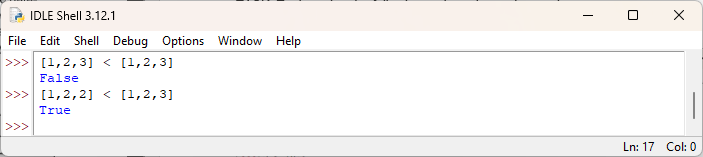 IDLE Shell 3.12.1
File Edit Shell Debug Options Window Help
>>> [1,2,3] < [1,2,3]
False
>>> [1,2,2] < [1,2,3]
True
>>>
Ln: 17 Col: 0